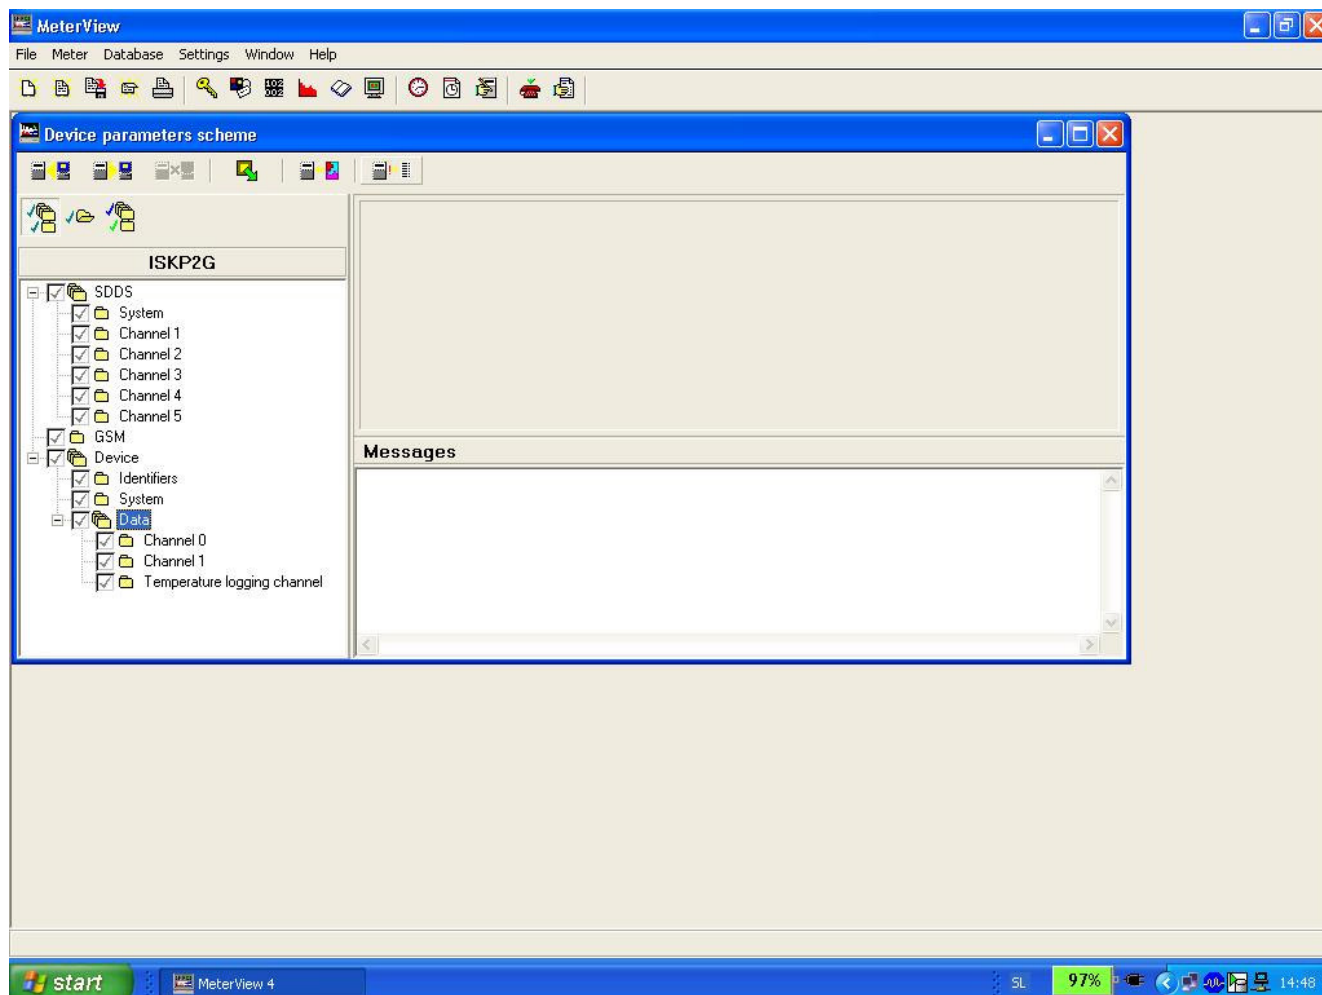 MeterView
File Meter Database Settings Window Help
Device parameters scheme
ISKP2G
SDDS
System
Channel 1
Channel 2
Channel 3
Channel 4
Channel 5
GSM
Device
Identifiers
System
Data
Channel 0
Channel 1
Temperature logging channel
Messages
start
MeterView 4
SL
97%
14:48